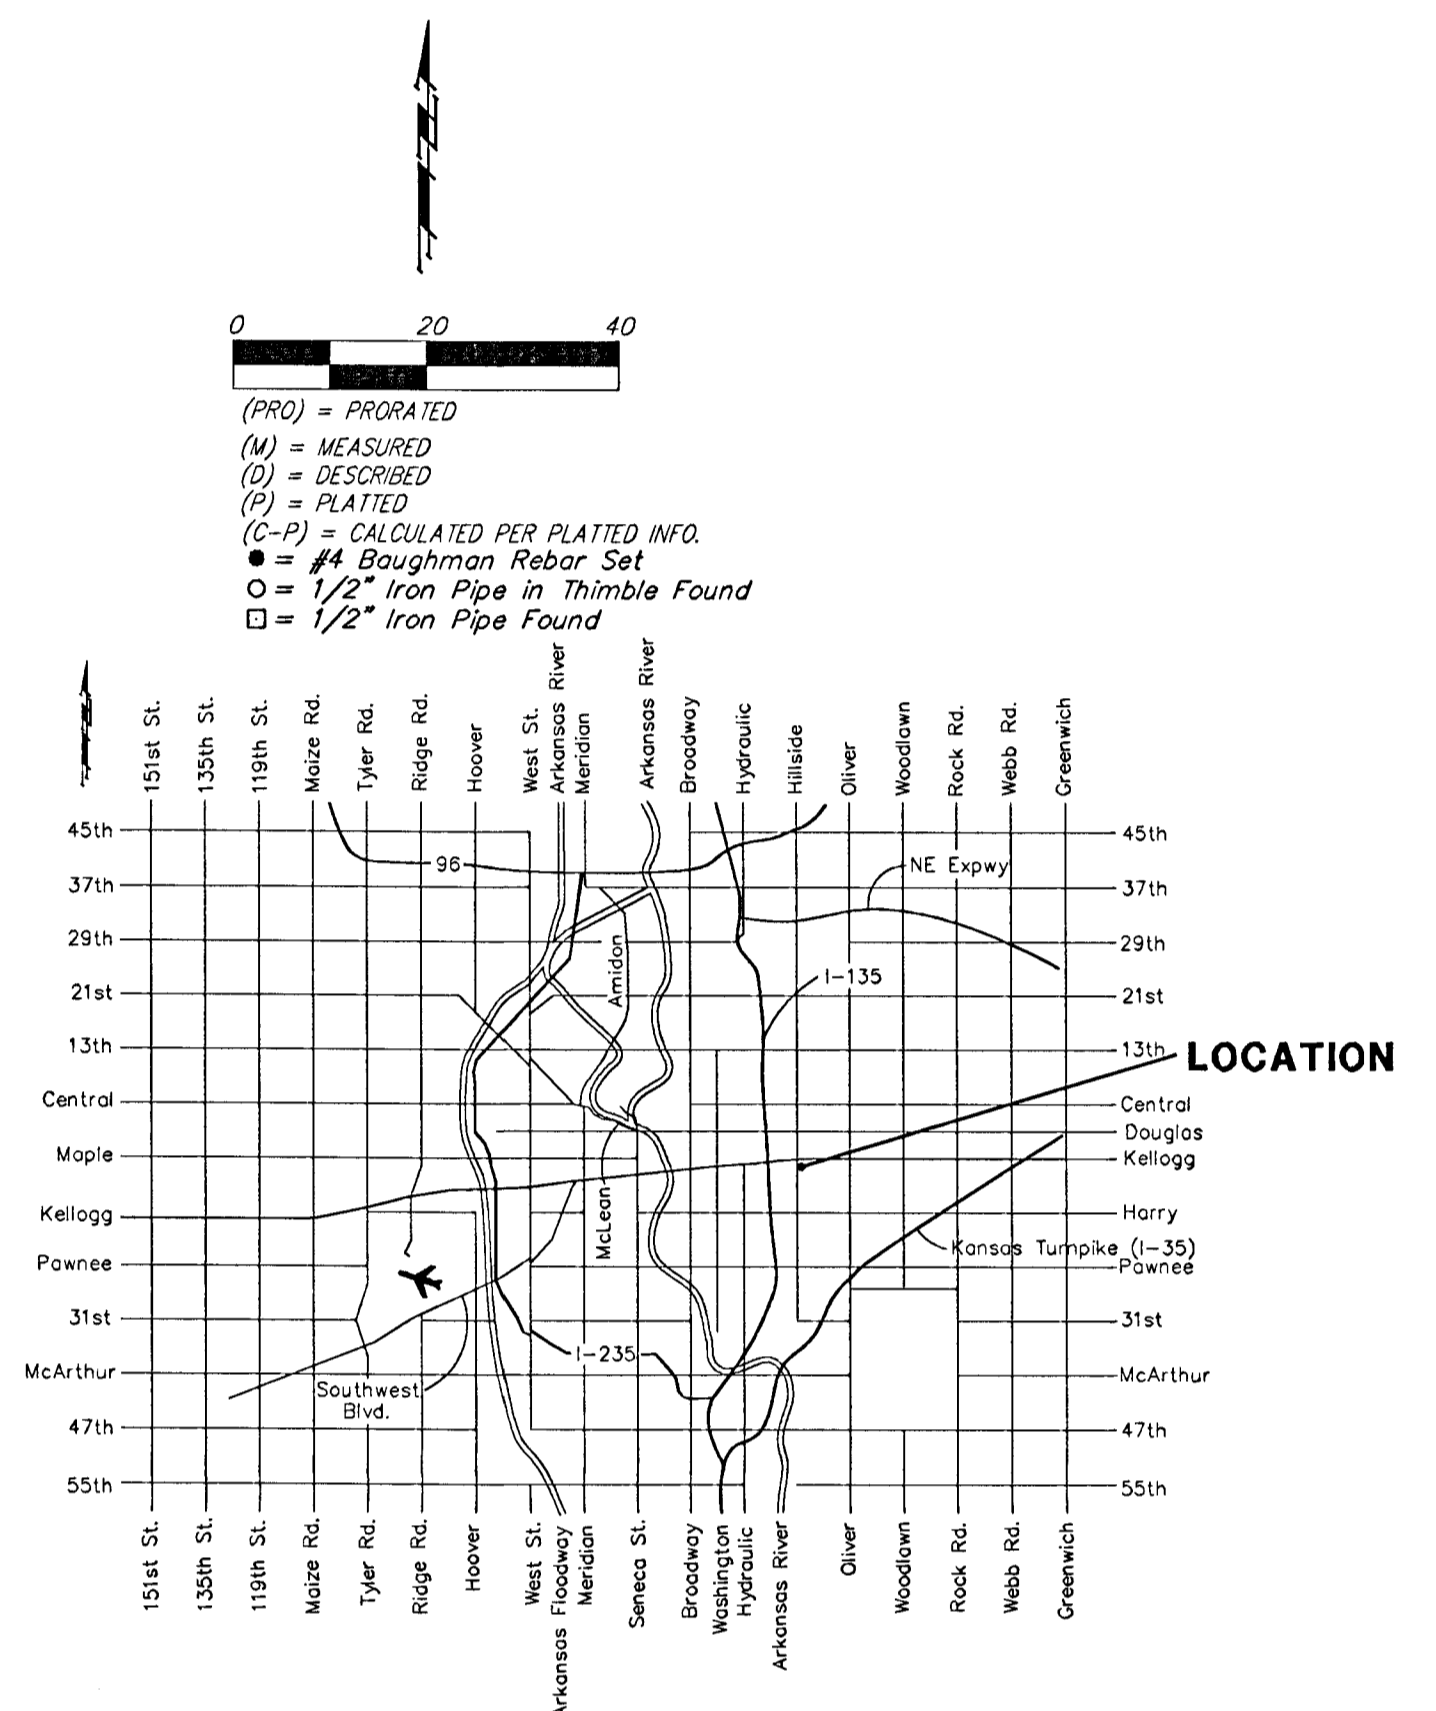 0 20 40
(PRO) = PRORATED
(M) = MEASURED
(D) = DESCRIBED
(P) = PLATTED
(C-P) = CALCULATED PER PLATTED INFO.
= #4 Baughman Rebar Set
= 1/2" Iron Pipe in Thimble Found
= 1/2" Iron Pipe Found
151st St.
135th St.
119th St.
Maize Rd.
Tyler Rd.
Ridge Rd.
Hoover
West St.
Arkansas River
Meridian
Arkansas River
Broadway
Hydraulic
Hillside
Oliver
Woodlawn
Rock Rd.
Webb Rd.
Greenwich
45th
37th
29th
21st
13th
Central
Maple
Kellogg
Pawnee
31st
McArthur
47th
55th
96
NE Expwy
Amidon
I-135
McLean
Kansas Turnpike (I-35)
I-235
Southwest
Blvd.
45th
37th
29th
21st
13th
LOCATION
Central
Douglas
Kellogg
Harry
Pawnee
31st
McArthur
47th
55th
151st St.
135th St.
119th St.
Maize Rd.
Tyler Rd.
Ridge Rd.
Hoover
West St.
Arkansas Floodway
Meridian
Seneca St.
Broadway
Washington
Hydraulic
Arkansas River
Oliver
Woodlawn
Rock Rd.
Webb Rd.
Greenwich